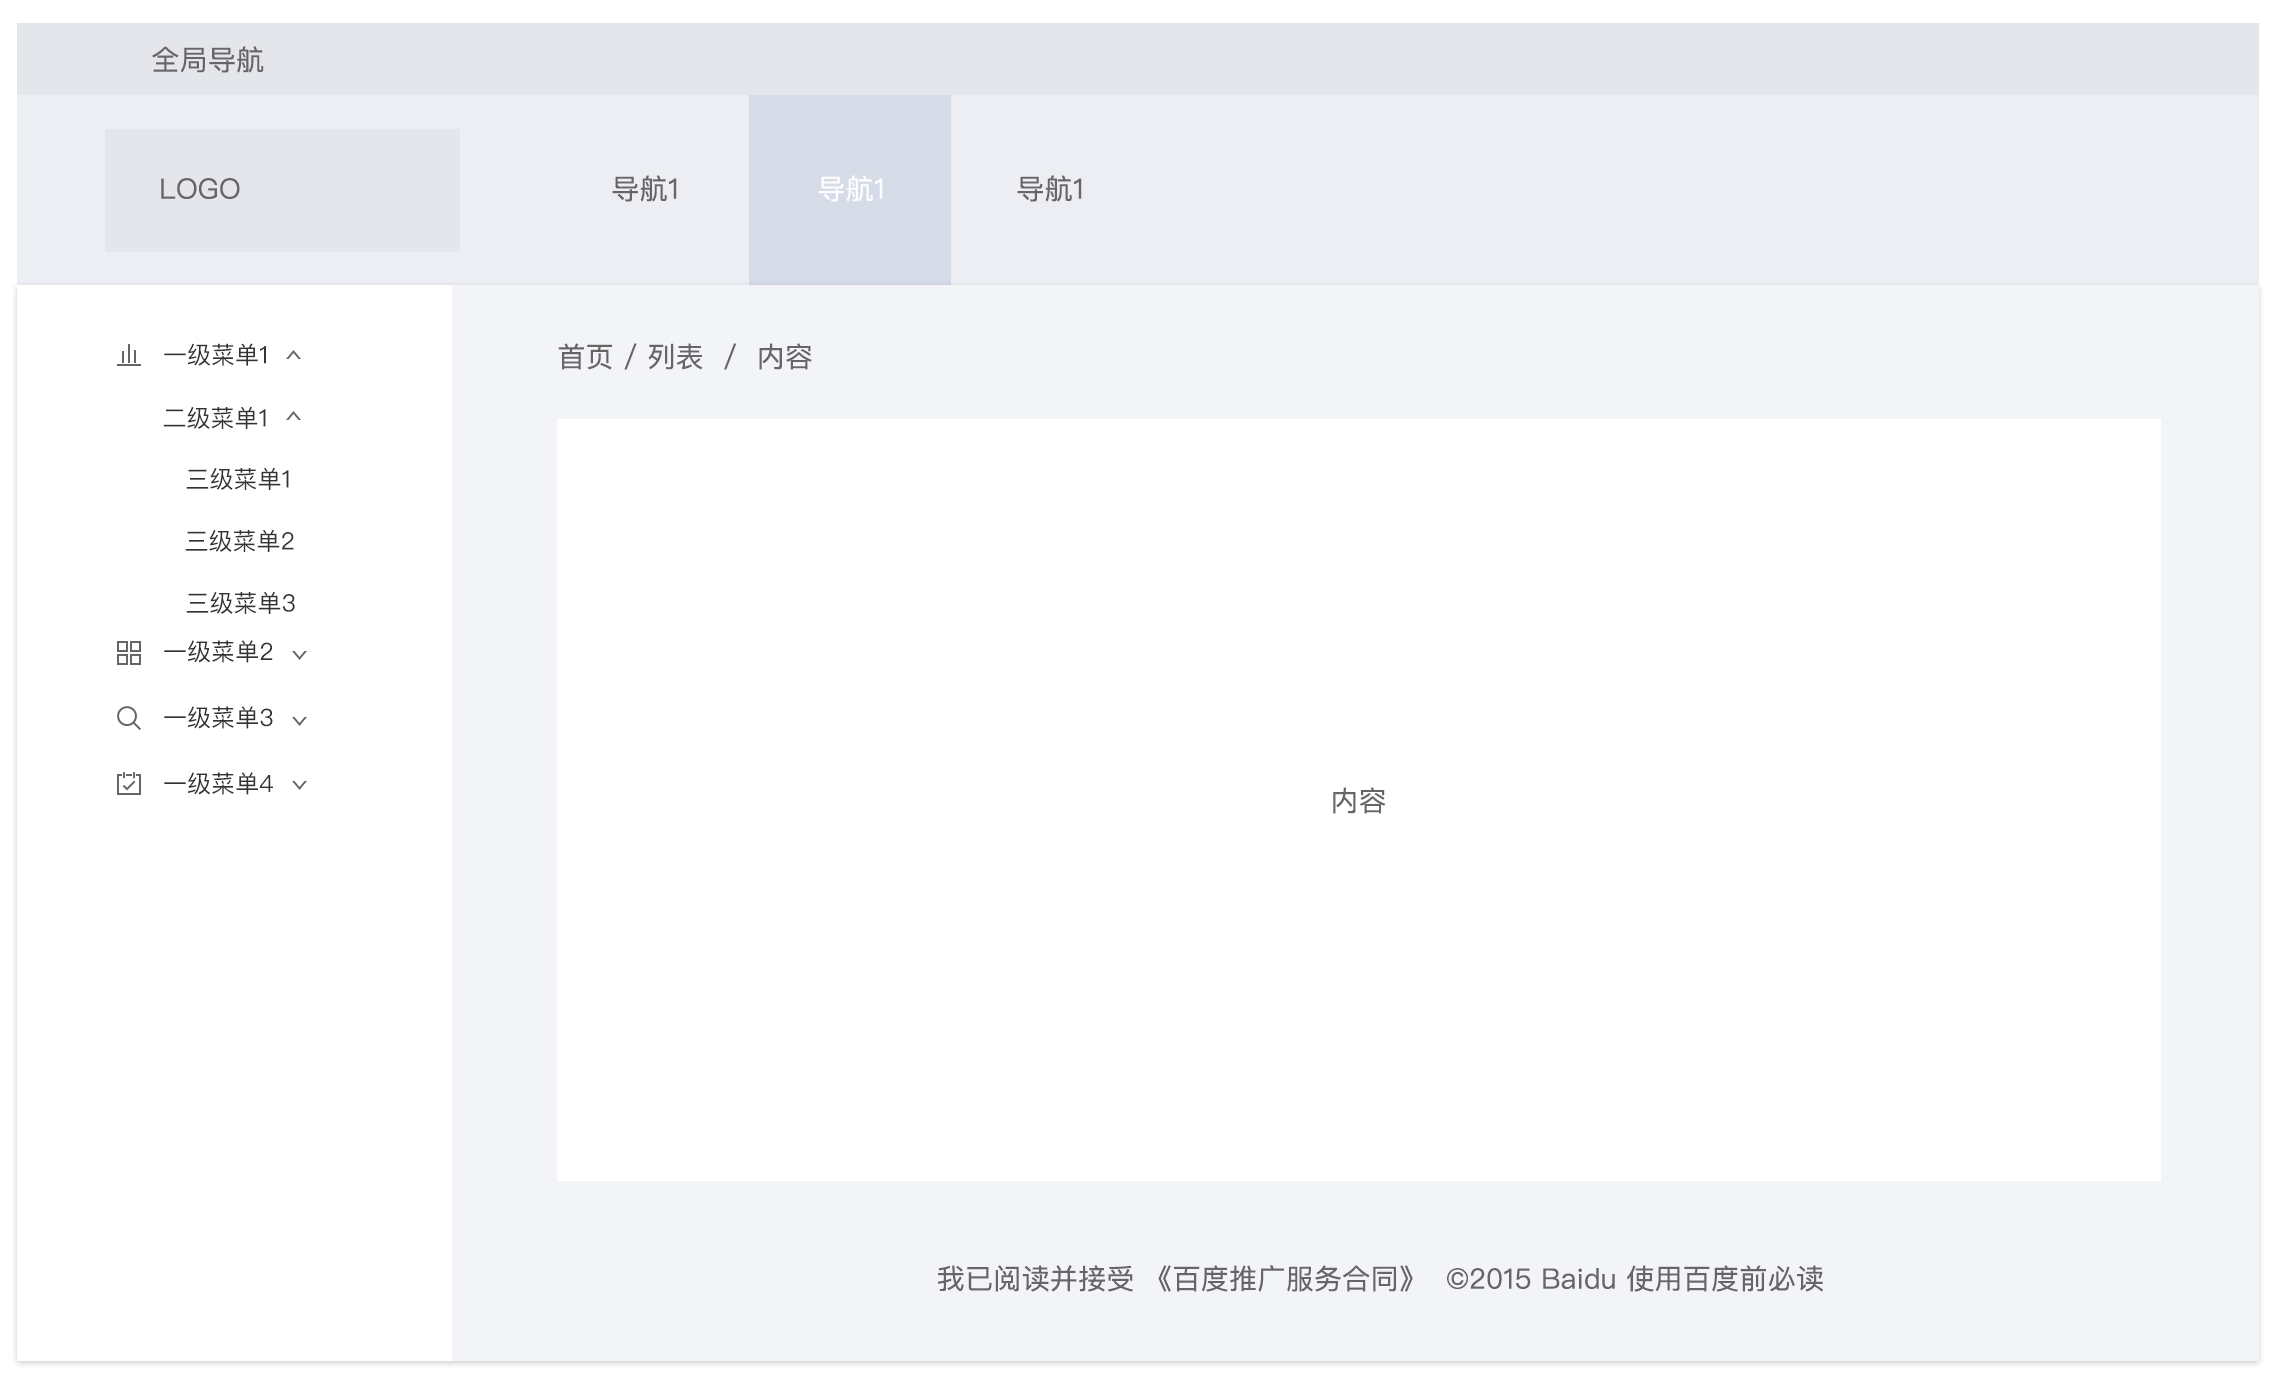 全局导航
LOGO
导航1
导航1
导航1
一级菜单1
二级菜单1
三级菜单1
三级菜单2
三级菜单3
一级菜单2
一级菜单3
一级菜单4
首页 / 列表 / 内容
内容
我已阅读并接受 《百度推广服务合同》 ©2015 Baidu 使用百度前必读